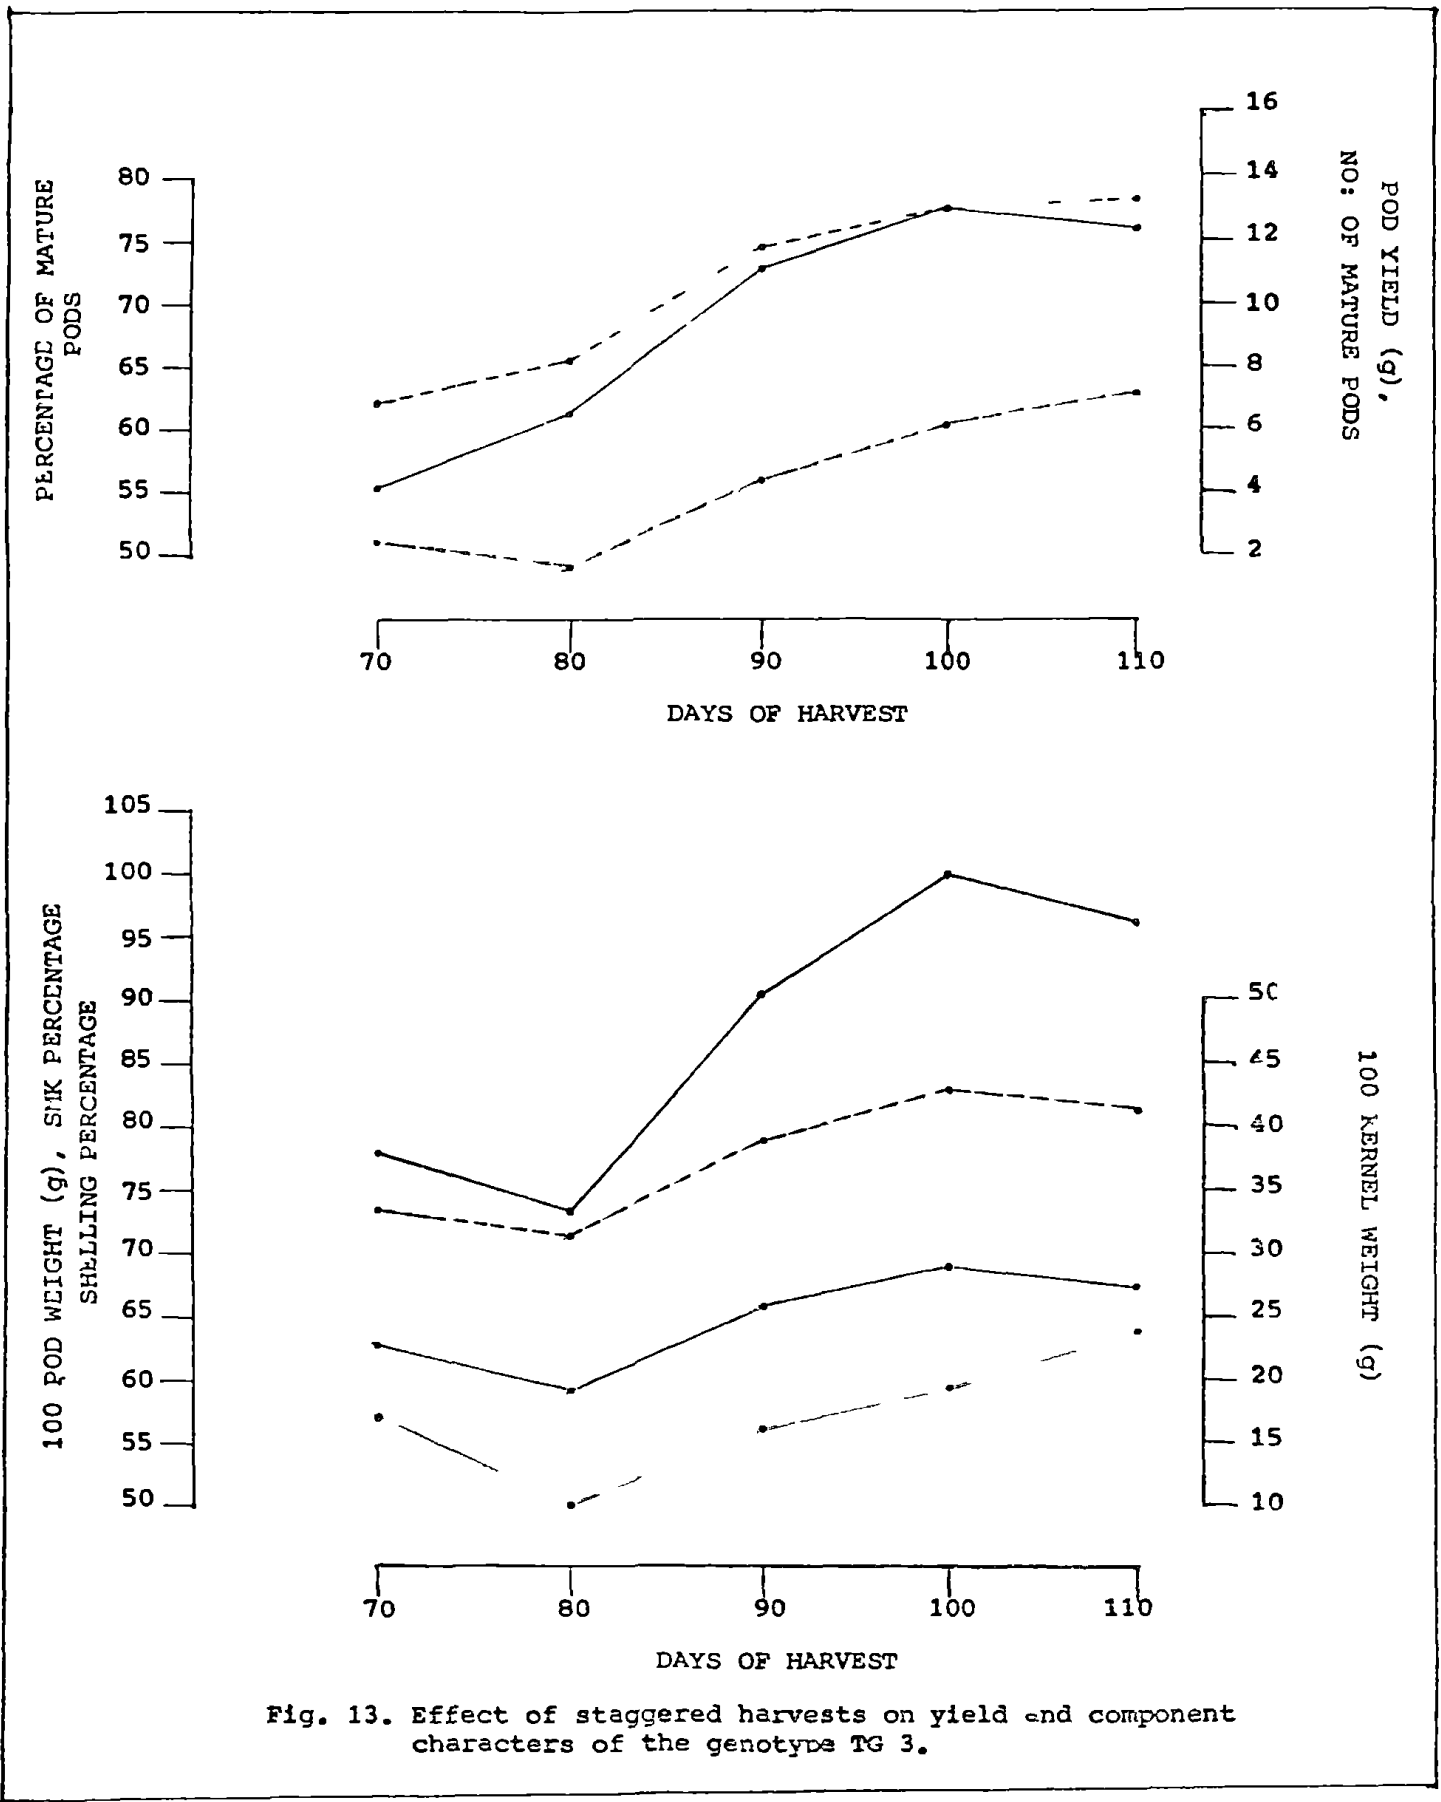 16
14
12
10
8
6
4
2
POD YIELD (g),
NO: OF MATURE PODS
80
75
70
65
60
55
50
PERCENTAGE OF MATURE
PODS
70 80 90 100 110
DAYS OF HARVEST
105
100
95
90
85
80
75
70
65
60
55
50
100 POD WEIGHT (g), SMK PERCENTAGE
SHELLING PERCENTAGE
50
45
40
35
30
25
20
15
10
100 KERNEL WEIGHT (g)
70 80 90 100 110
DAYS OF HARVEST
Fig. 13. Effect of staggered harvests on yield and component
characters of the genotype TG 3.